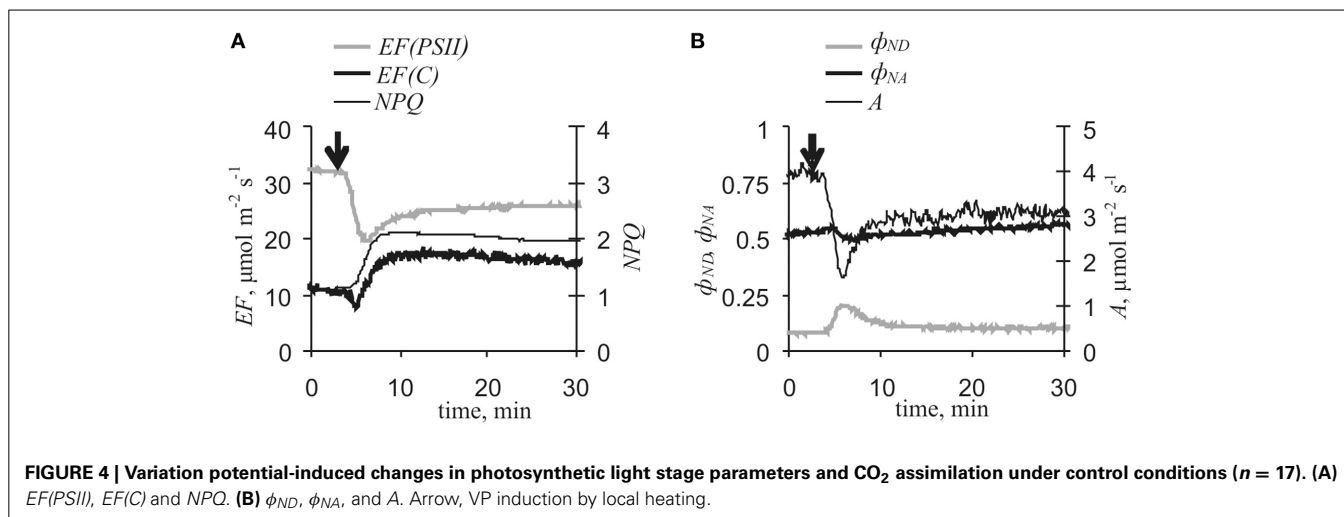 A
EF(PSII)
EF(C)
NPQ
40
30
20
10
0
EF, µmol m⁻² s⁻¹
4
3
2
1
0
NPQ
0 10 20 30
time, min
B
ϕND
ϕNA
A
1
0.75
0.5
0.25
0
ϕND, ϕNA
5
4
3
2
1
0
A, µmol m⁻² s⁻¹
0 10 20 30
time, min
FIGURE 4 | Variation potential-induced changes in photosynthetic light stage parameters and CO₂ assimilation under control conditions (n = 17). (A)
EF(PSII), EF(C) and NPQ. (B) ϕND, ϕNA, and A. Arrow, VP induction by local heating.